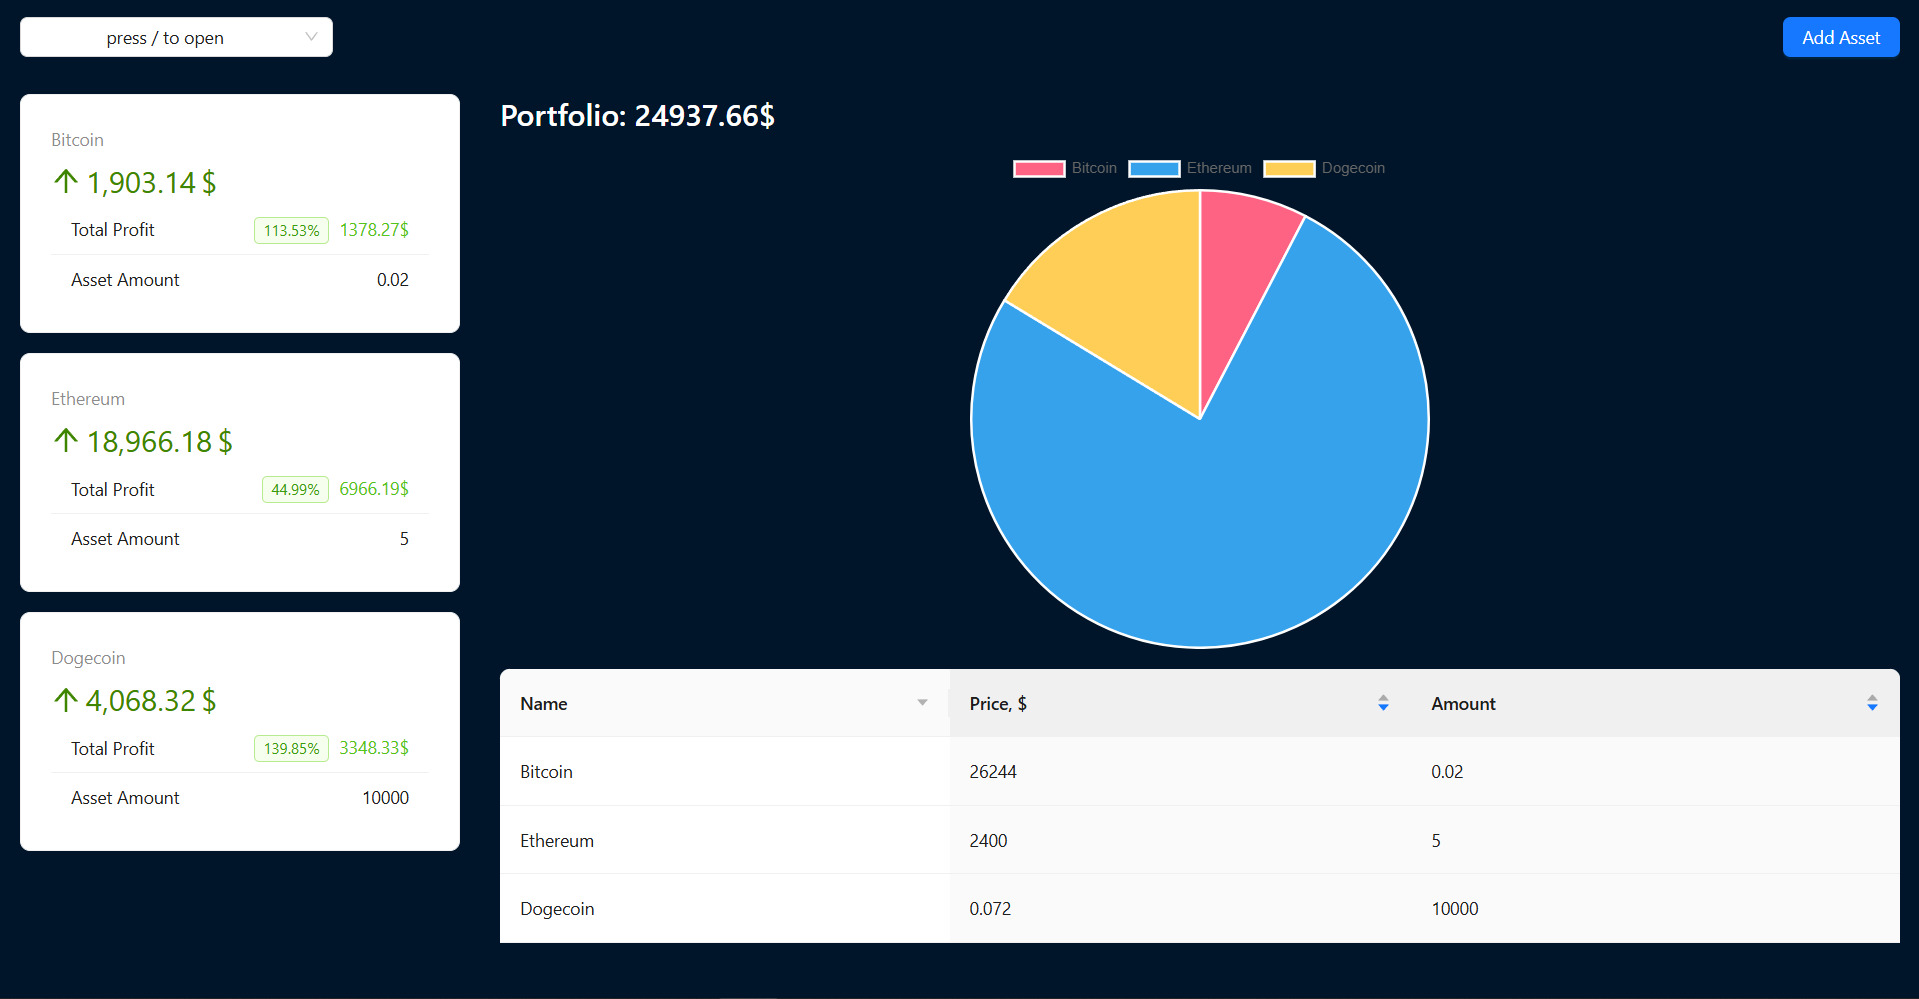 press / to open
Add Asset
Bitcoin
1,903.14 $
Total Profit 113.53% 1378.27$
Asset Amount 0.02
Ethereum
18,966.18 $
Total Profit 44.99% 6966.19$
Asset Amount 5
Dogecoin
4,068.32 $
Total Profit 139.85% 3348.33$
Asset Amount 10000
Portfolio: 24937.66$
Bitcoin Ethereum Dogecoin
Name Price, $ Amount
Bitcoin 26244 0.02
Ethereum 2400 5
Dogecoin 0.072 10000